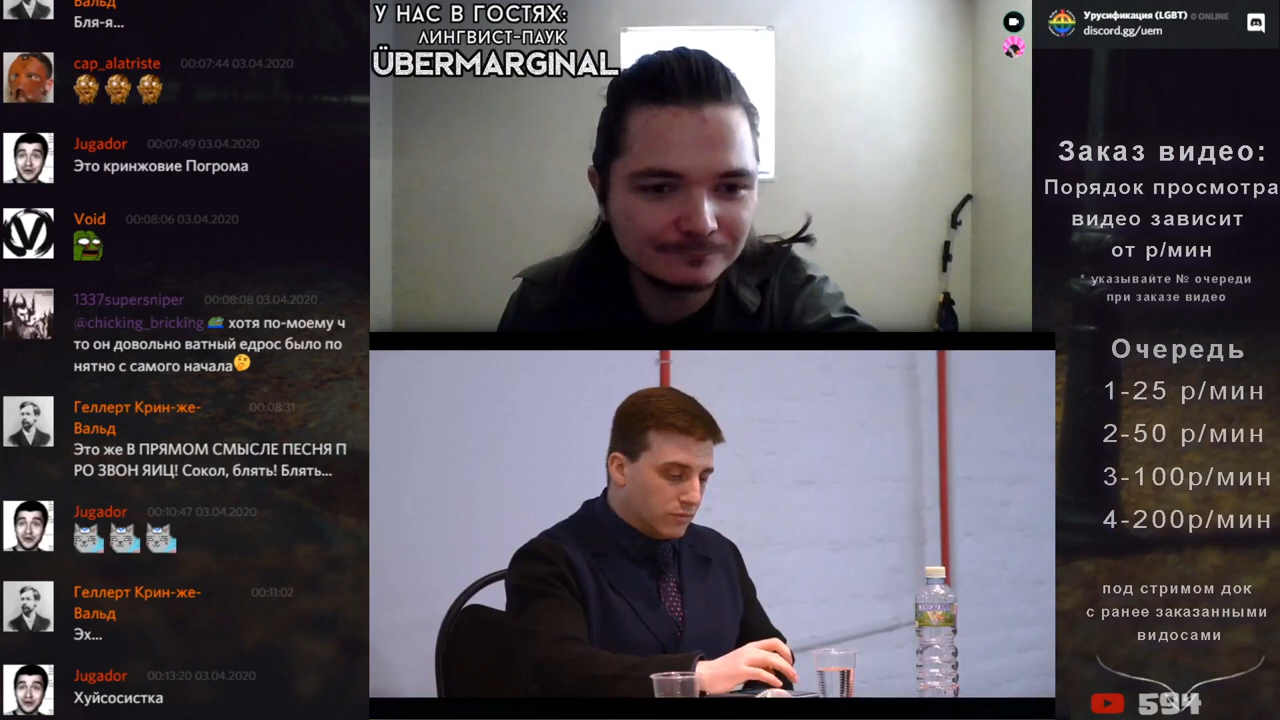 Вальд
Бля-я...
cap_alatriste 00:07:44 03.04.2020
Jugador 00:07:49 03.04.2020
Это кринжовие Погрома
Void 00:08:06 03.04.2020
1337supersniper 00:08:08 03.04.2020
@chicking_bricking хотя по-моему ч
то он довольно ватный едрос было по
нятно с самого начала
Геллерт Крин-же- 00:08:31
Вальд
Это же В ПРЯМОМ СМЫСЛЕ ПЕСНЯ П
РО ЗВОН ЯИЦ! Сокол, блять! Блять...
Jugador 00:10:47 03.04.2020
Геллерт Крин-же- 00:11:02
Вальд
Эх...
Jugador 00:13:20 03.04.2020
Хуйсосистка
У НАС В ГОСТЯХ:
ЛИНГВИСТ-ПАУК
ÜBERMARGINAL
Урусификация (LGBT) 0 ONLINE
discord.gg/uem
Заказ видео:
Порядок просмотра
видео зависит
от р/мин
* указывайте № очереди
при заказе видео
Очередь
1-25 р/мин
2-50 р/мин
3-100р/мин
4-200р/мин
под стримом док
с ранее заказанными
видосами
594